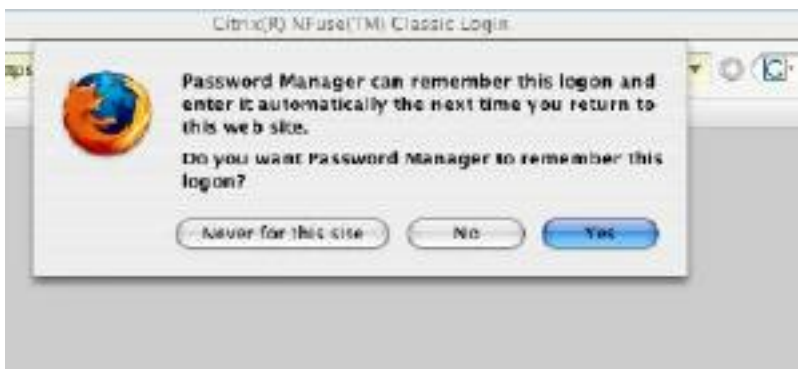 Citrix(R) NFuse(TM) Classic Login
Password Manager can remember this logon and
enter it automatically the next time you return to
this web site.
Do you want Password Manager to remember this
logon?
Never for this site No Yes